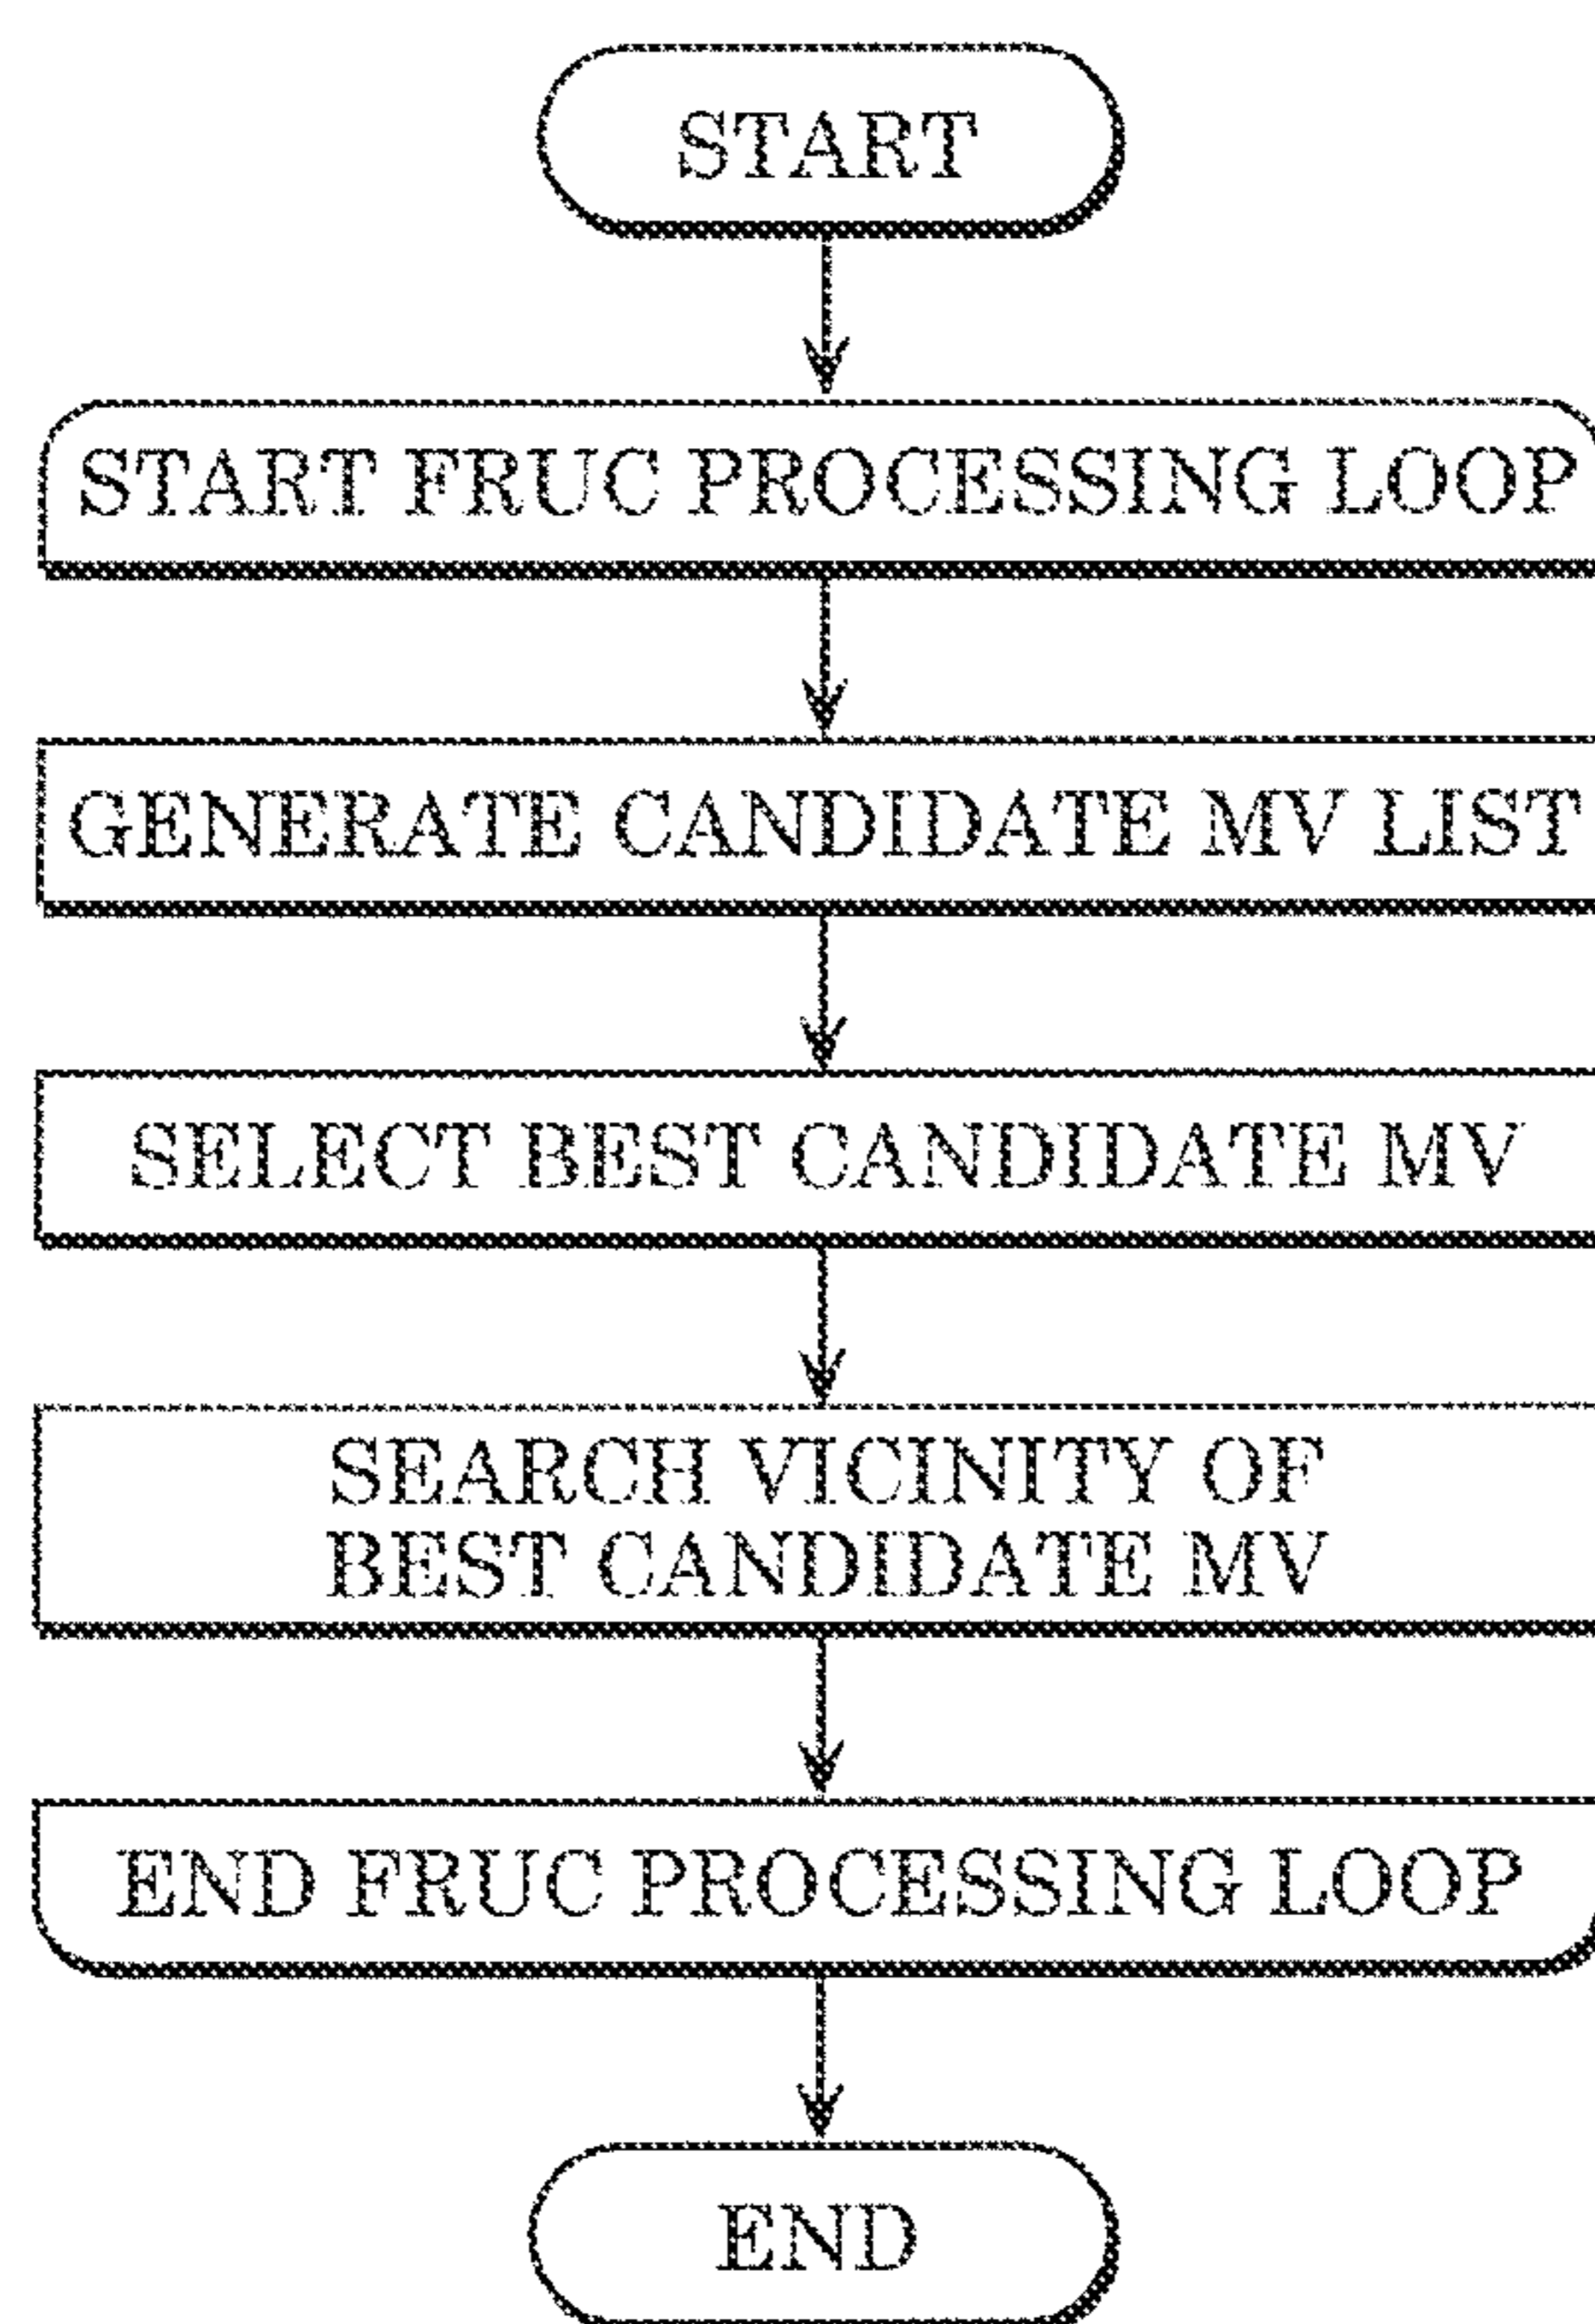 START
START FRUC PROCESSING LOOP
GENERATE CANDIDATE MV LIST
SELECT BEST CANDIDATE MV
SEARCH VICINITY OF
BEST CANDIDATE MV
END FRUC PROCESSING LOOP
END